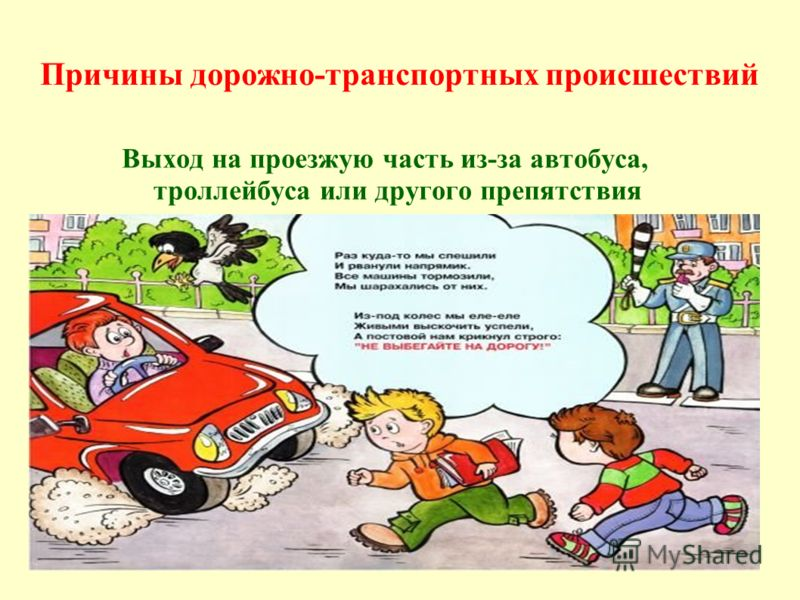 Причины дорожно-транспортных происшествий
Выход на проезжую часть из-за автобуса,
троллейбуса или другого препятствия
Раз куда-то мы спешили
И рванули напрямик.
Все машины тормозили,
Мы шарахались от них.
Из-под колес мы еле-еле
Живыми выскочить успели,
А постовой нам крикнул строго:
"НЕ ВЫБЕГАЙТЕ НА ДОРОГУ!"
MyShared